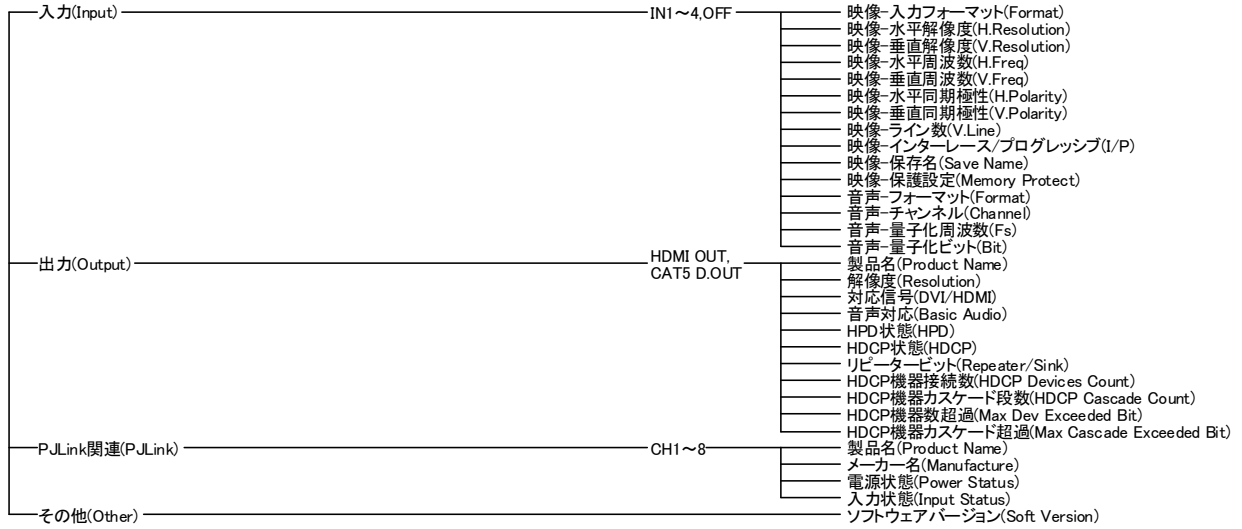 入力(Input) IN1～4,OFF 映像-入力フォーマット(Format)
映像-水平解像度(H.Resolution)
映像-垂直解像度(V.Resolution)
映像-水平周波数(H.Freq)
映像-垂直周波数(V.Freq)
映像-水平同期極性(H.Polarity)
映像-垂直同期極性(V.Polarity)
映像-ライン数(V.Line)
映像-インターレース/プログレッシブ(I/P)
映像-保存名(Save Name)
映像-保護設定(Memory Protect)
音声-フォーマット(Format)
音声-チャンネル(Channel)
音声-量子化周波数(Fs)
音声-量子化ビット(Bit)
出力(Output) HDMI OUT, 製品名(Product Name)
CAT5 D.OUT 解像度(Resolution)
対応信号(DVI/HDMI)
音声対応(Basic Audio)
HPD状態(HPD)
HDCP状態(HDCP)
リピータービット(Repeater/Sink)
HDCP機器接続数(HDCP Devices Count)
HDCP機器カスケード段数(HDCP Cascade Count)
HDCP機器数超過(Max Dev Exceeded Bit)
HDCP機器カスケード超過(Max Cascade Exceeded Bit)
PJLink関連(PJLink) CH1～8 製品名(Product Name)
メーカー名(Manufacture)
電源状態(Power Status)
入力状態(Input Status)
その他(Other) ソフトウェアバージョン(Soft Version)